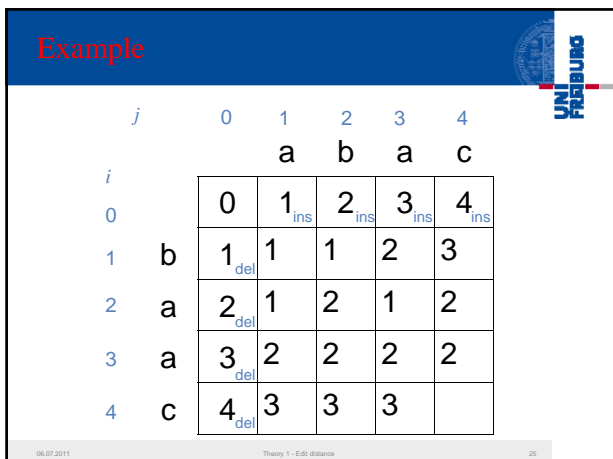 Example
UNI
FREIBURG
j 0 1 2 3 4
a b a c
i
0 0 1ins 2ins 3ins 4ins
1 b 1del 1 1 2 3
2 a 2del 1 2 1 2
3 a 3del 2 2 2 2
4 c 4del 3 3 3
06.07.2011 Theory 1 - Edit distance 25